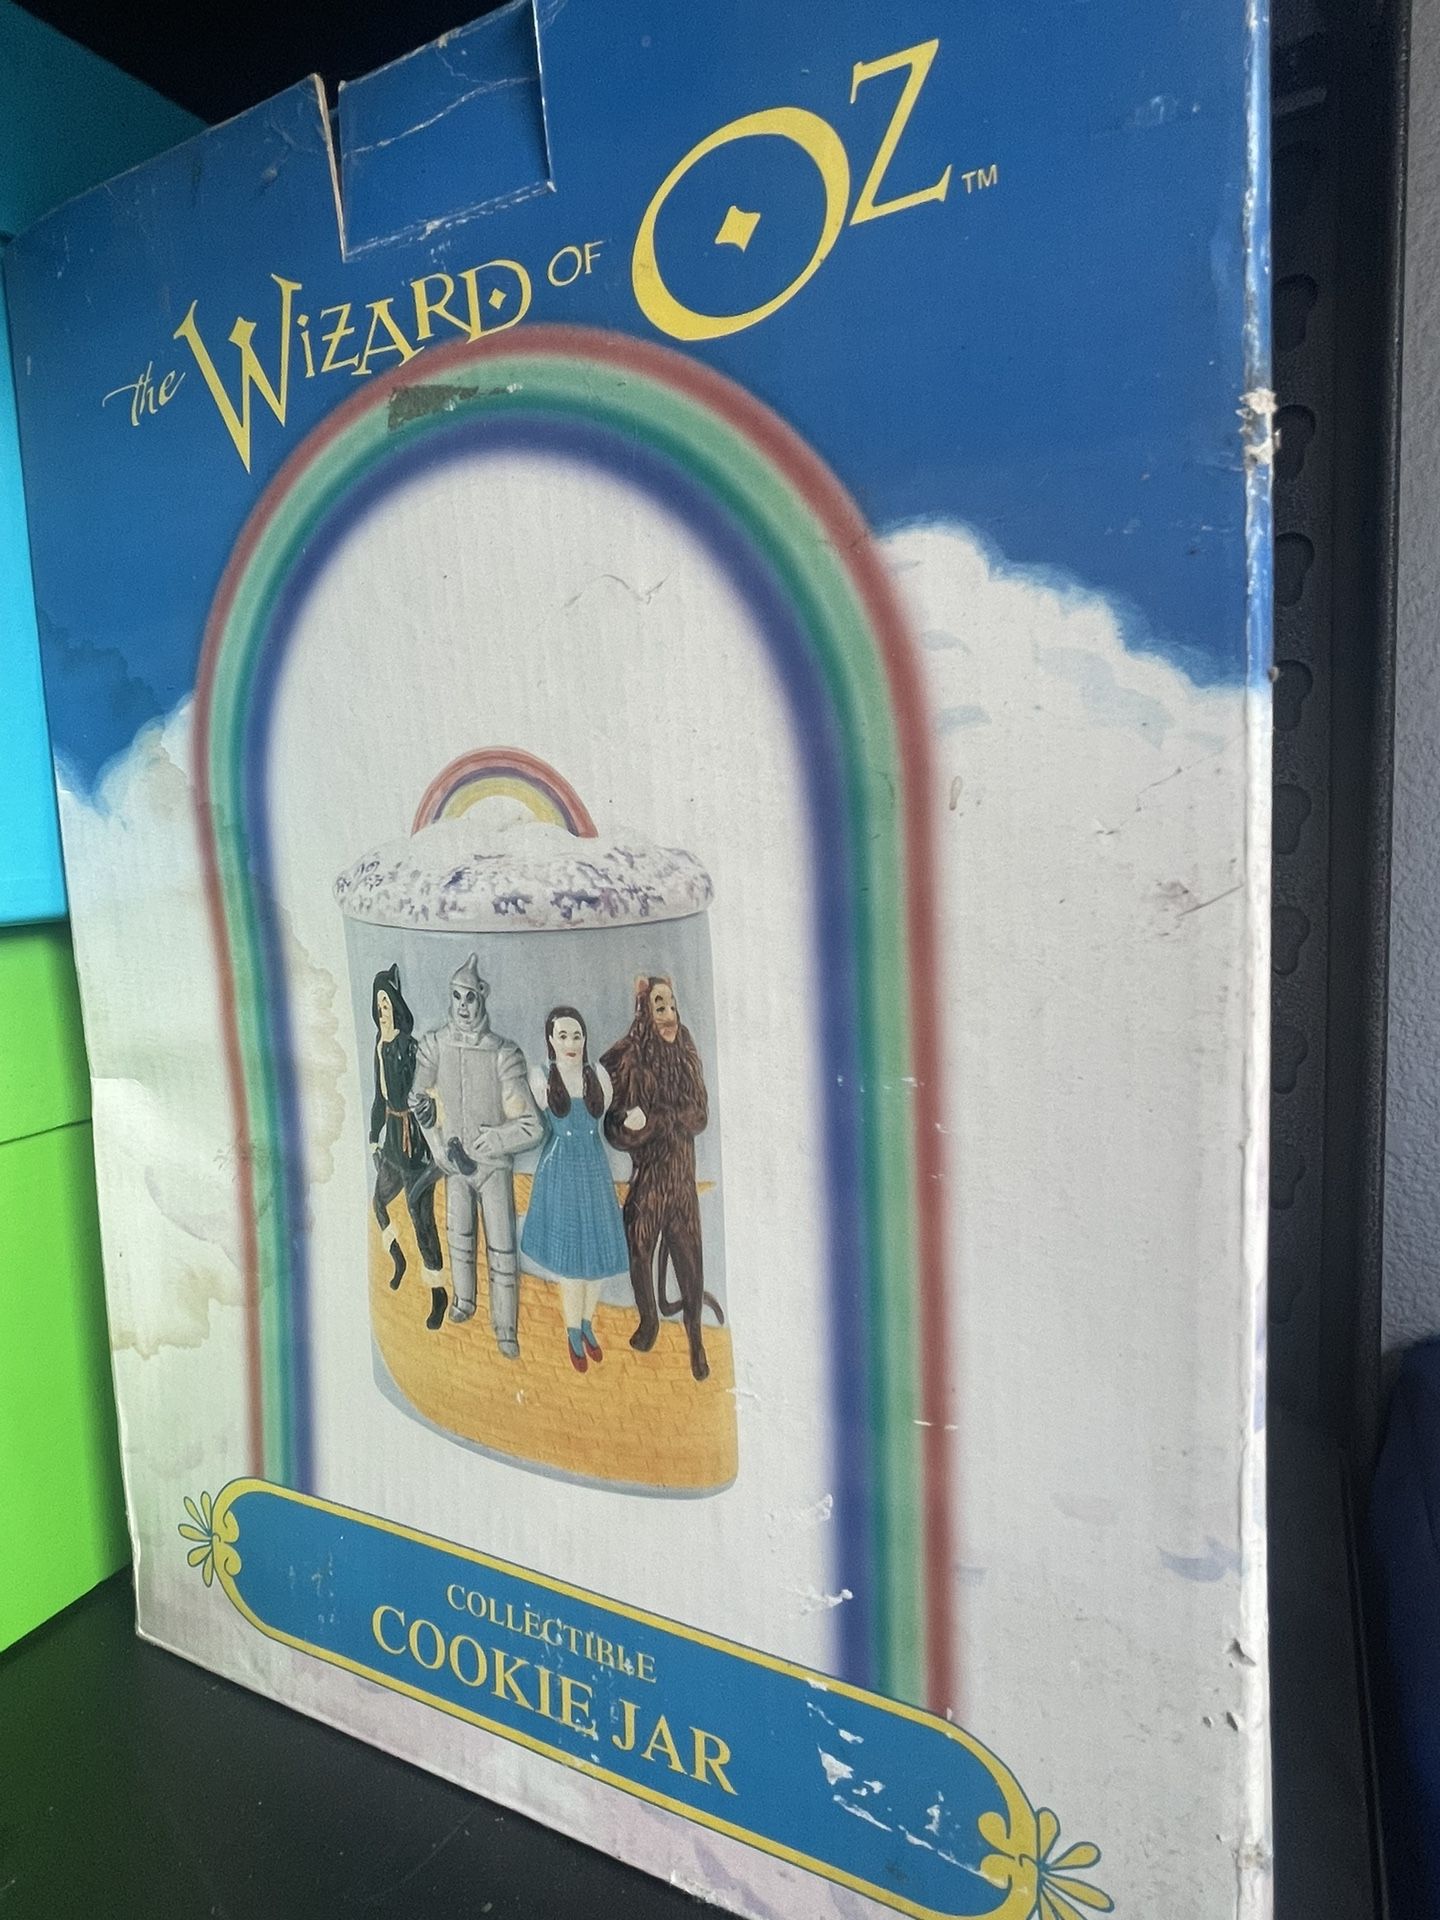 the Wizard of Oz™
COLLECTIBLE
COOKIE JAR